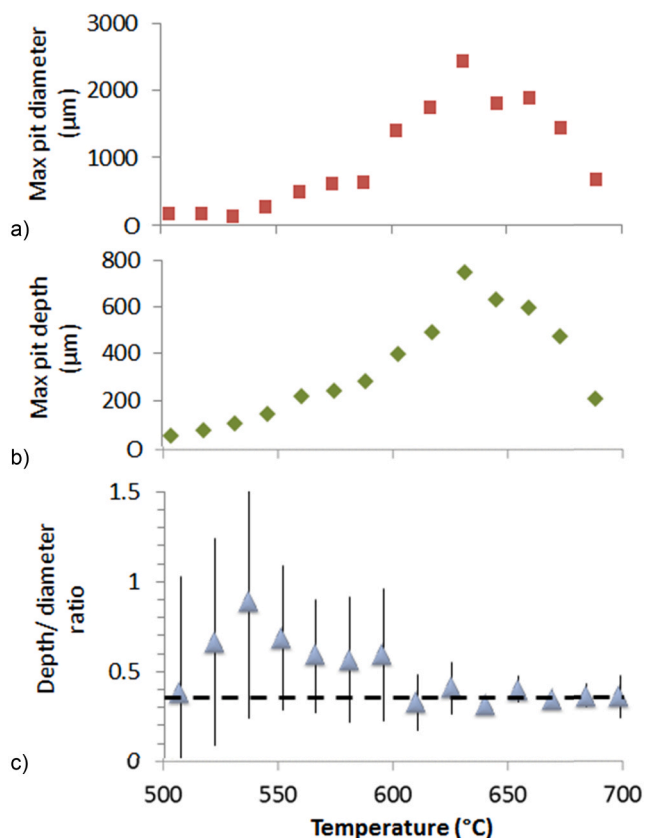 Max pit diameter
(µm)
3000
2000
1000
0
a)
Max pit depth
(µm)
800
600
400
200
0
b)
Depth/ diameter
ratio
1.5
1
0.5
0
c)
500
550
600
650
700
Temperature (°C)